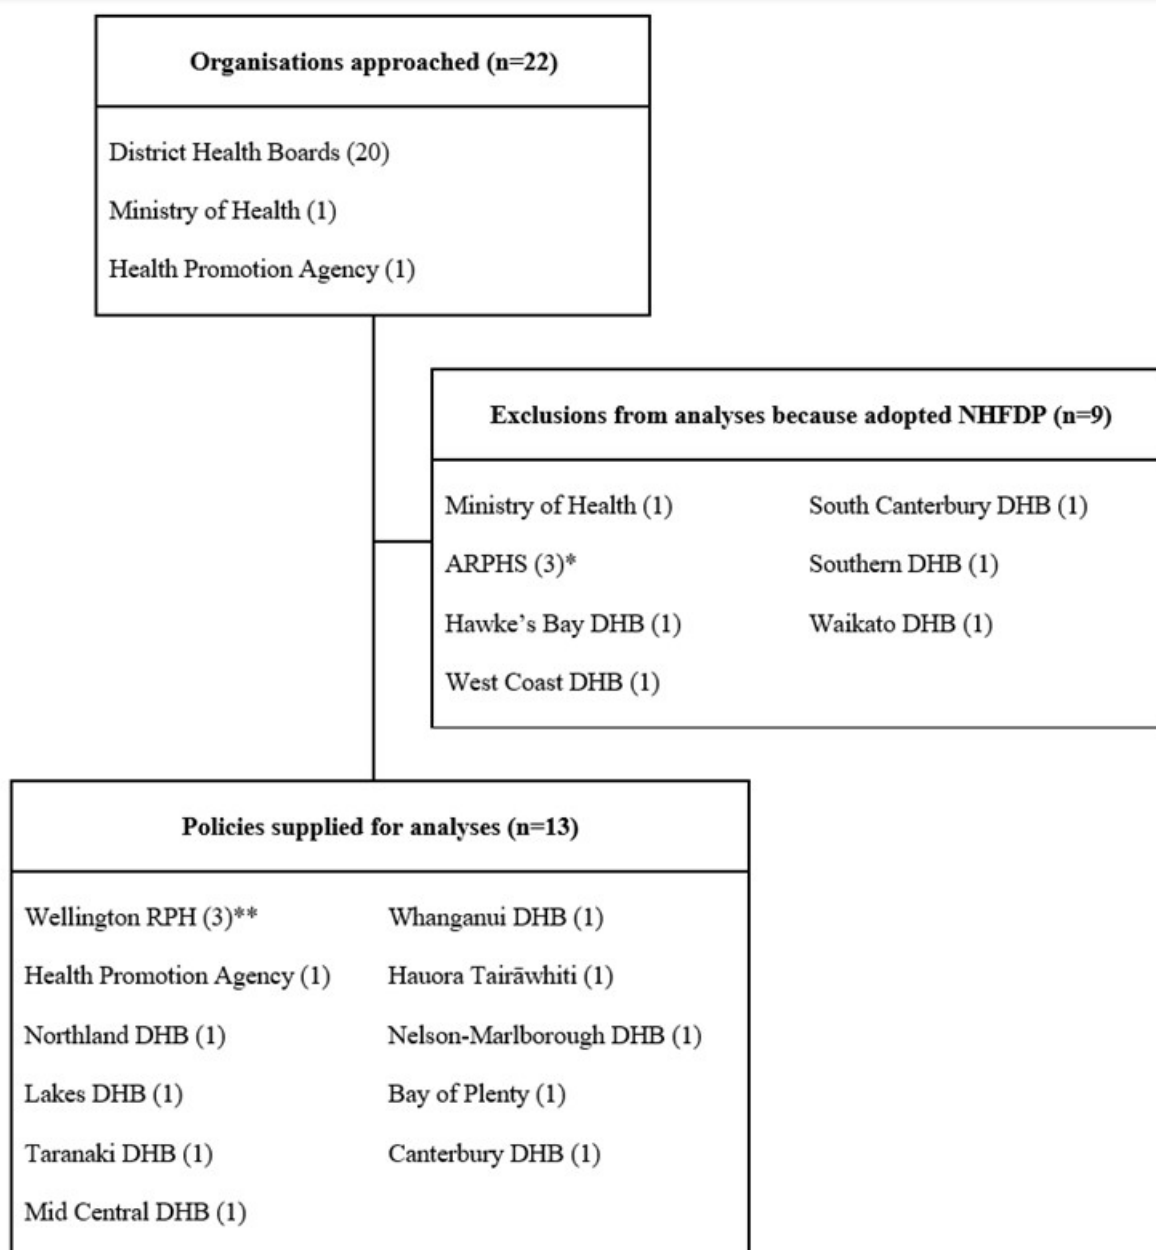 Organisations approached (n=22)
District Health Boards (20)
Ministry of Health (1)
Health Promotion Agency (1)
Exclusions from analyses because adopted NHFDP (n=9)
Ministry of Health (1)
ARPHS (3)*
Hawke’s Bay DHB (1)
West Coast DHB (1)
South Canterbury DHB (1)
Southern DHB (1)
Waikato DHB (1)
Policies supplied for analyses (n=13)
Wellington RPH (3)**
Health Promotion Agency (1)
Northland DHB (1)
Lakes DHB (1)
Taranaki DHB (1)
Mid Central DHB (1)
Whanganui DHB (1)
Hauora Tairāwhiti (1)
Nelson-Marlborough DHB (1)
Bay of Plenty (1)
Canterbury DHB (1)